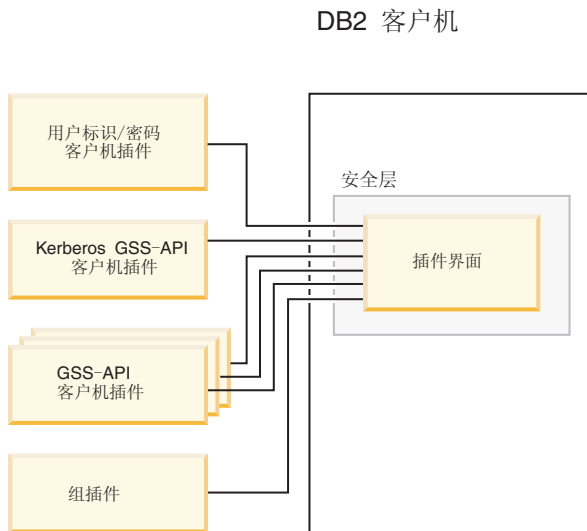 DB2 客户机
用户标识/密码
客户机插件
安全层
Kerberos GSS-API
客户机插件
插件界面
GSS-API
客户机插件
组插件